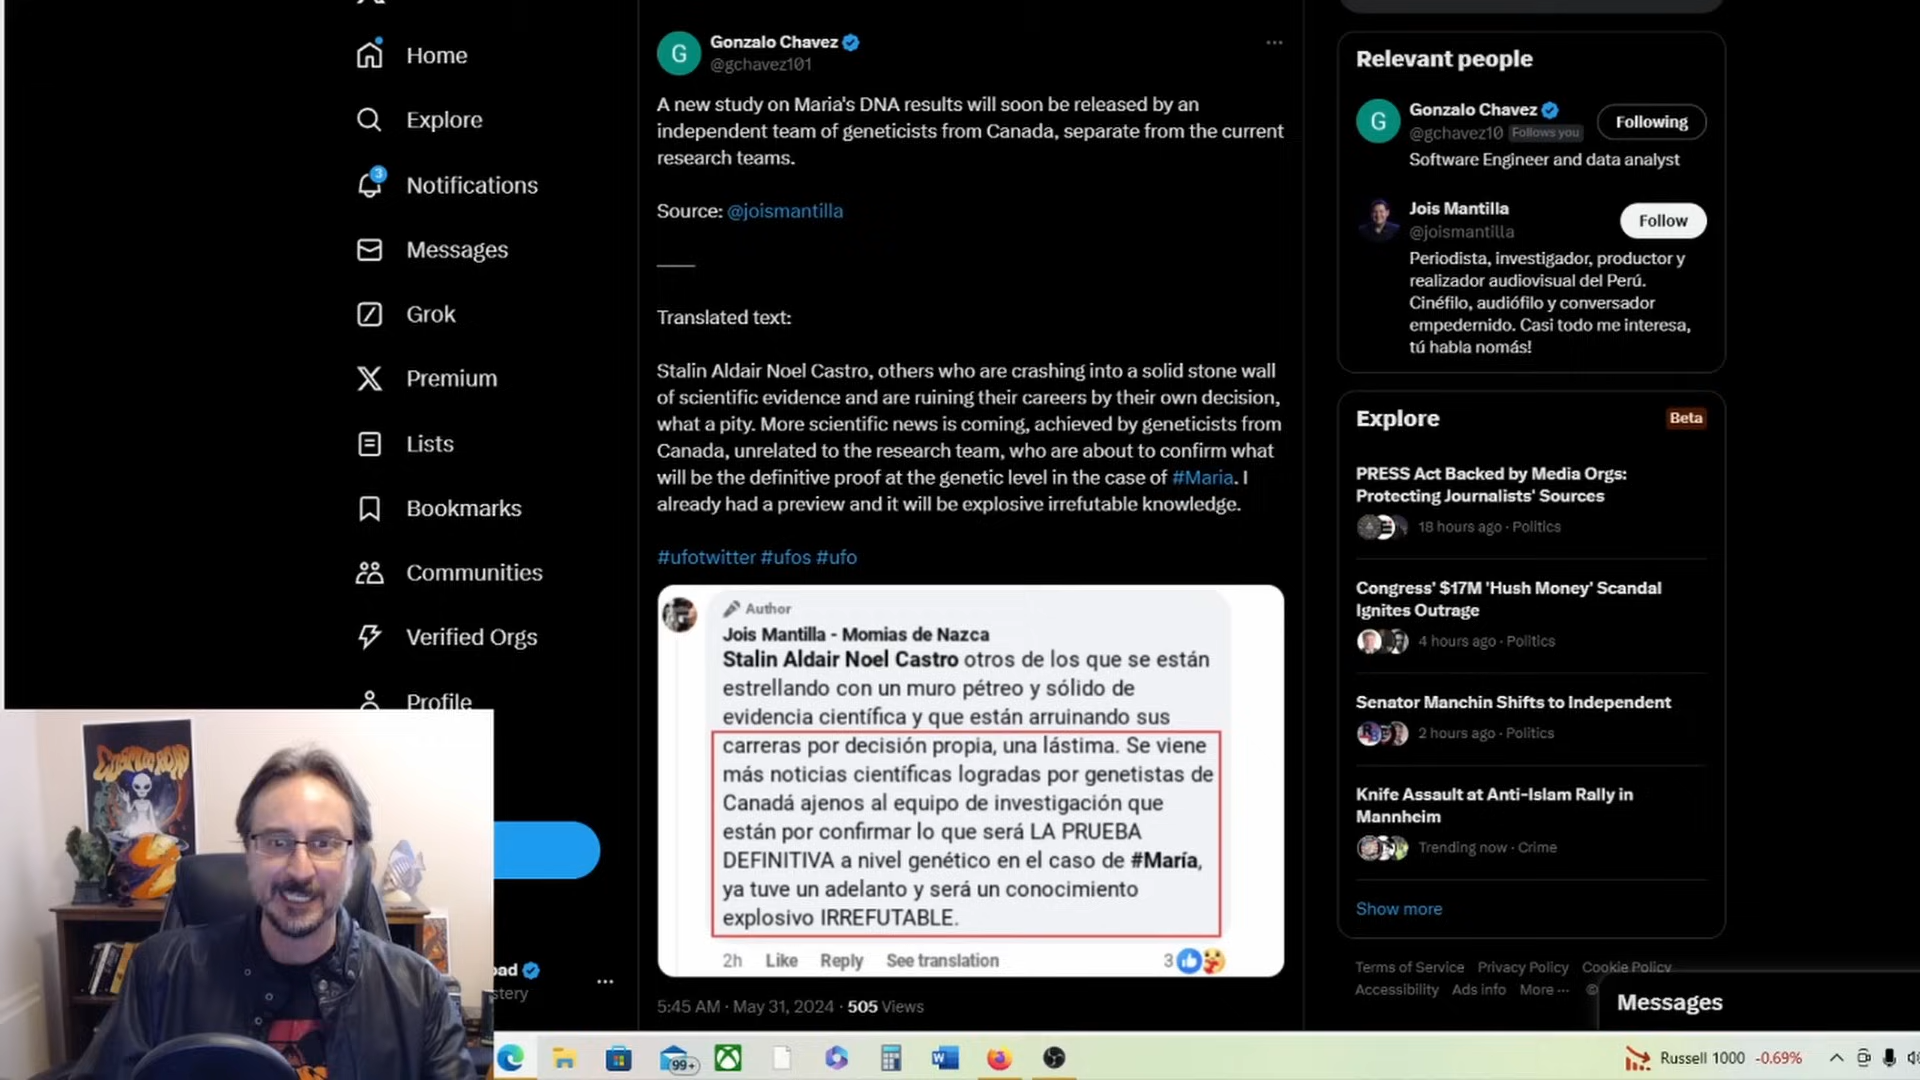 Home
Explore
3
Notifications
Messages
Grok
Premium
Lists
Bookmarks
Communities
Verified Orgs
Profile
G
Gonzalo Chavez
@gchavez101
A new study on Maria's DNA results will soon be released by an
independent team of geneticists from Canada, separate from the current
research teams.
Source: @joismantilla
Translated text:
Stalin Aldair Noel Castro, others who are crashing into a solid stone wall
of scientific evidence and are ruining their careers by their own decision,
what a pity. More scientific news is coming, achieved by geneticists from
Canada, unrelated to the research team, who are about to confirm what
will be the definitive proof at the genetic level in the case of #Maria. I
already had a preview and it will be explosive irrefutable knowledge.
#ufotwitter #ufos #ufo
Author
Jois Mantilla - Momias de Nazca
Stalin Aldair Noel Castro otros de los que se están
estrellando con un muro pétreo y sólido de
evidencia científica y que están arruinando sus
carreras por decisión propia, una lástima. Se viene
más noticias científicas logradas por genetistas de
Canadá ajenos al equipo de investigación que
están por confirmar lo que será LA PRUEBA
DEFINITIVA a nivel genético en el caso de #María,
ya tuve un adelanto y será un conocimiento
explosivo IRREFUTABLE.
2h Like Reply See translation 3
5:45 AM · May 31, 2024 · 505 Views
Relevant people
G
Gonzalo Chavez
@gchavez10 Follows you
Following
Software Engineer and data analyst
Jois Mantilla
@joismantilla
Follow
Periodista, investigador, productor y
realizador audiovisual del Perú.
Cinéfilo, audiófilo y conversador
empedernido. Casi todo me interesa,
tú habla nomás!
Explore
Beta
PRESS Act Backed by Media Orgs:
Protecting Journalists' Sources
18 hours ago · Politics
Congress' $17M 'Hush Money' Scandal
Ignites Outrage
4 hours ago · Politics
Senator Manchin Shifts to Independent
2 hours ago · Politics
Knife Assault at Anti-Islam Rally in
Mannheim
Trending now · Crime
Show more
Terms of Service Privacy Policy Cookie Policy
Accessibility Ads info More ··· ©
Messages
99+
Russell 1000 -0.69%